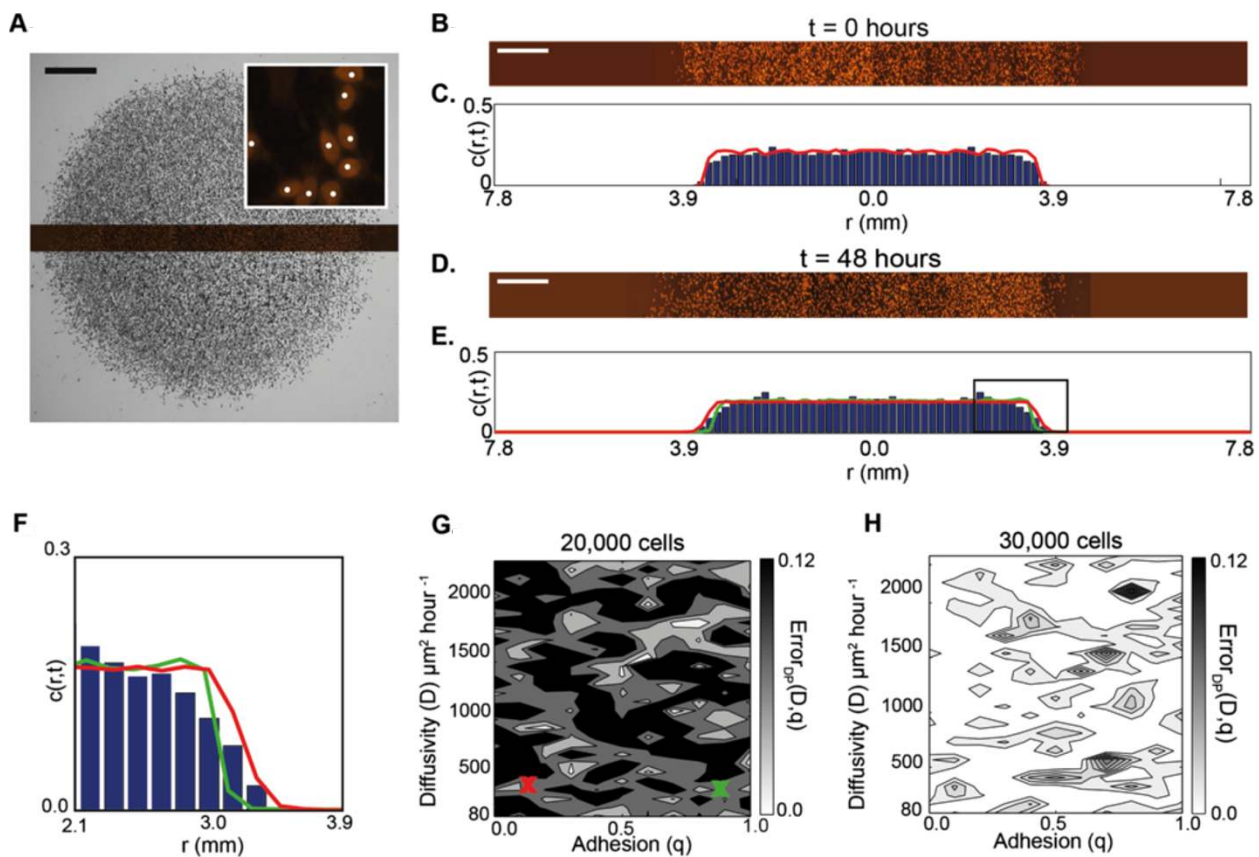 A
B
t = 0 hours
C.
0.5
c(r,t)
0
7.8 3.9 0.0 3.9 7.8
r (mm)
D.
t = 48 hours
E.
0.5
c(r,t)
0
7.8 3.9 0.0 3.9 7.8
r (mm)
F
0.3
c(r,t)
0.0
2.1 3.0 3.9
r (mm)
G
20,000 cells
Diffusivity (D) μm² hour⁻¹
2000
1500
1000
500
80
0.0 0.5 1.0
Adhesion (q)
0.12
Error_DP(D,q)
0.0
H
30,000 cells
Diffusivity (D) μm² hour⁻¹
2000
1500
1000
500
80
0.0 0.5 1.0
Adhesion (q)
0.12
Error_DP(D,q)
0.0